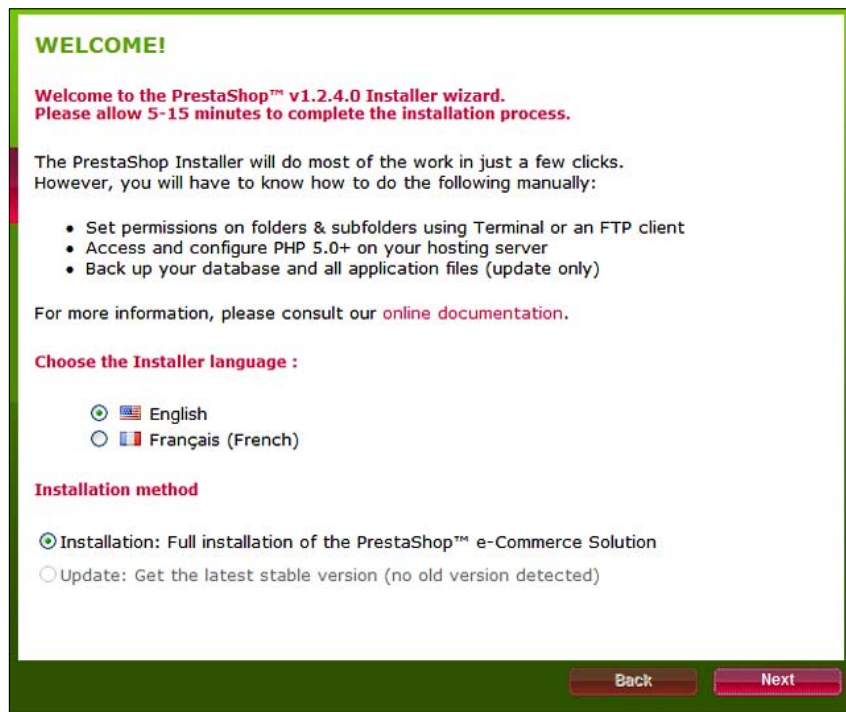 WELCOME!
Welcome to the PrestaShop™ v1.2.4.0 Installer wizard.
Please allow 5-15 minutes to complete the installation process.
The PrestaShop Installer will do most of the work in just a few clicks.
However, you will have to know how to do the following manually:
• Set permissions on folders & subfolders using Terminal or an FTP client
• Access and configure PHP 5.0+ on your hosting server
• Back up your database and all application files (update only)
For more information, please consult our online documentation.
Choose the Installer language :
English
Français (French)
Installation method
Installation: Full installation of the PrestaShop™ e-Commerce Solution
Update: Get the latest stable version (no old version detected)
Back
Next